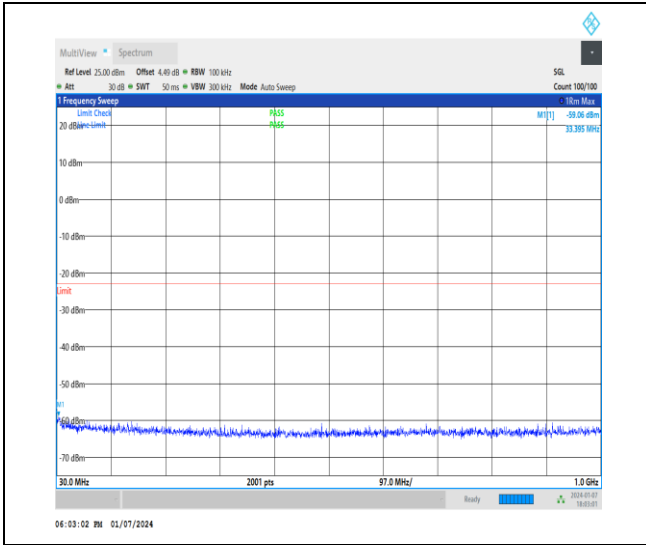 MultiView Spectrum
Ref Level 25.00 dBm Offset 4.49 dB RBW 100 kHz SGL
Att 30 dB SWT 50 ms VBW 300 kHz Mode Auto Sweep Count 100/100
1 Frequency Sweep 1Rm Max
Limit Check PASS M1[1] -59.06 dBm
20 dBm Line Limit PASS 33.395 MHz
10 dBm
0 dBm
-10 dBm
-20 dBm
Limit
-30 dBm
-40 dBm
-50 dBm
M1
-60 dBm
-70 dBm
30.0 MHz 2001 pts 97.0 MHz/ 1.0 GHz
Ready 2024-01-07
18:03:01
06:03:02 PM 01/07/2024